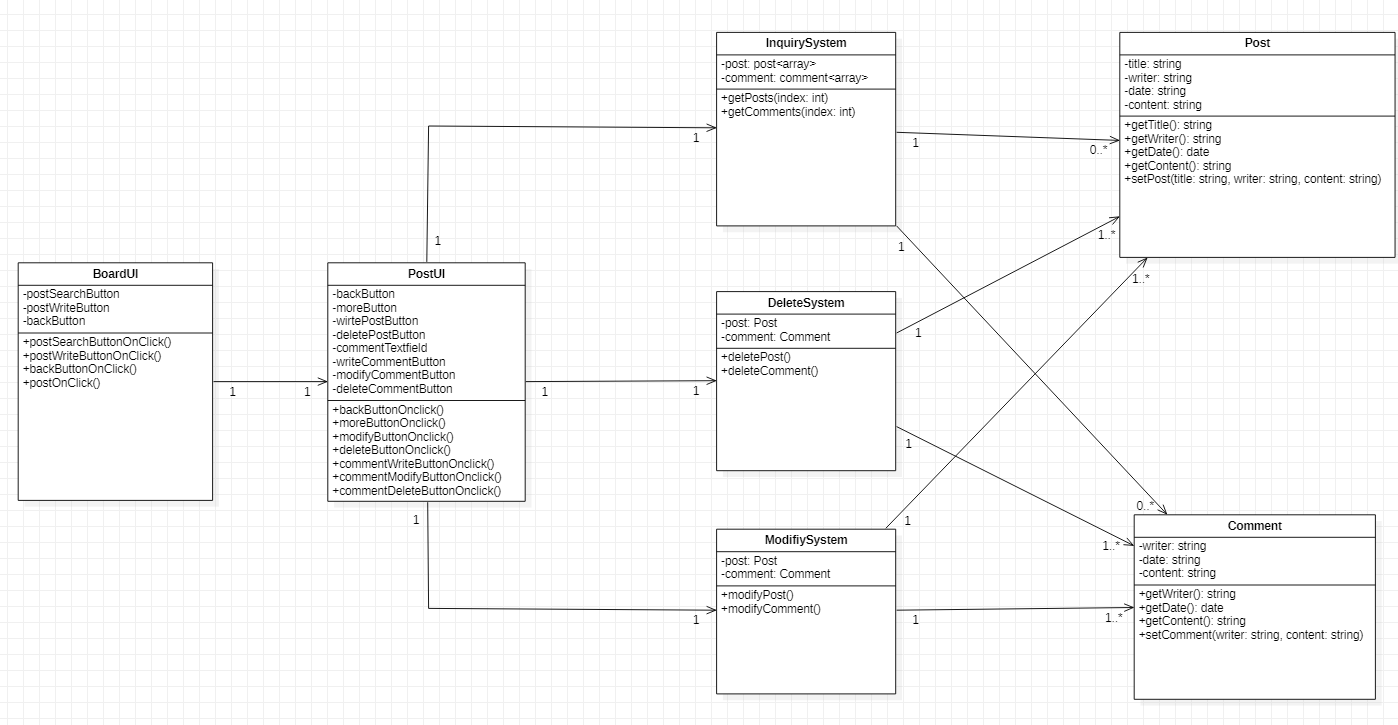 BoardUI
-postSearchButton
-postWriteButton
-backButton
+postSearchButtonOnClick()
+postWriteButtonOnClick()
+backButtonOnClick()
+postOnClick()
1
1
PostUI
-backButton
-moreButton
-wirtePostButton
-deletePostButton
-commentTextfield
-writeCommentButton
-modifyCommentButton
-deleteCommentButton
+backButtonOnclick()
+moreButtonOnclick()
+modifyButtonOnclick()
+deleteButtonOnclick()
+commentWriteButtonOnclick()
+commentModifyButtonOnclick()
+commentDeleteButtonOnclick()
1
1
1
1
1
1
InquirySystem
-post: post<array>
-comment: comment<array>
+getPosts(index: int)
+getComments(index: int)
1
0..*
1
0..*
DeleteSystem
-post: Post
-comment: Comment
+deletePost()
+deleteComment()
1
1..*
1
1..*
ModifiySystem
-post: Post
-comment: Comment
+modifyPost()
+modifyComment()
1
1..*
1
1..*
Post
-title: string
-writer: string
-date: string
-content: string
+getTitle(): string
+getWriter(): string
+getDate(): date
+getContent(): string
+setPost(title: string, writer: string, content: string)
Comment
-writer: string
-date: string
-content: string
+getWriter(): string
+getDate(): date
+getContent(): string
+setComment(writer: string, content: string)